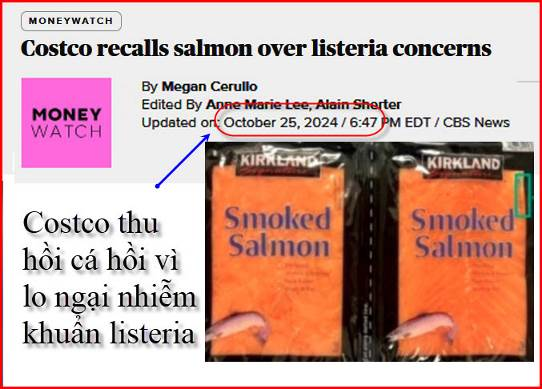 MONEYWATCH
Costco recalls salmon over listeria concerns
MONEY
WATCH
By Megan Cerullo
Edited By Anne Marie Lee, Alain Sherter
Updated on: October 25, 2024 / 6:47 PM EDT / CBS News
KIRKLAND
Smoked
Salmon
KIRKLAND
Smoked
Salmon
Costco thu
hồi cá hồi vì
lo ngại nhiễm
khuẩn listeria